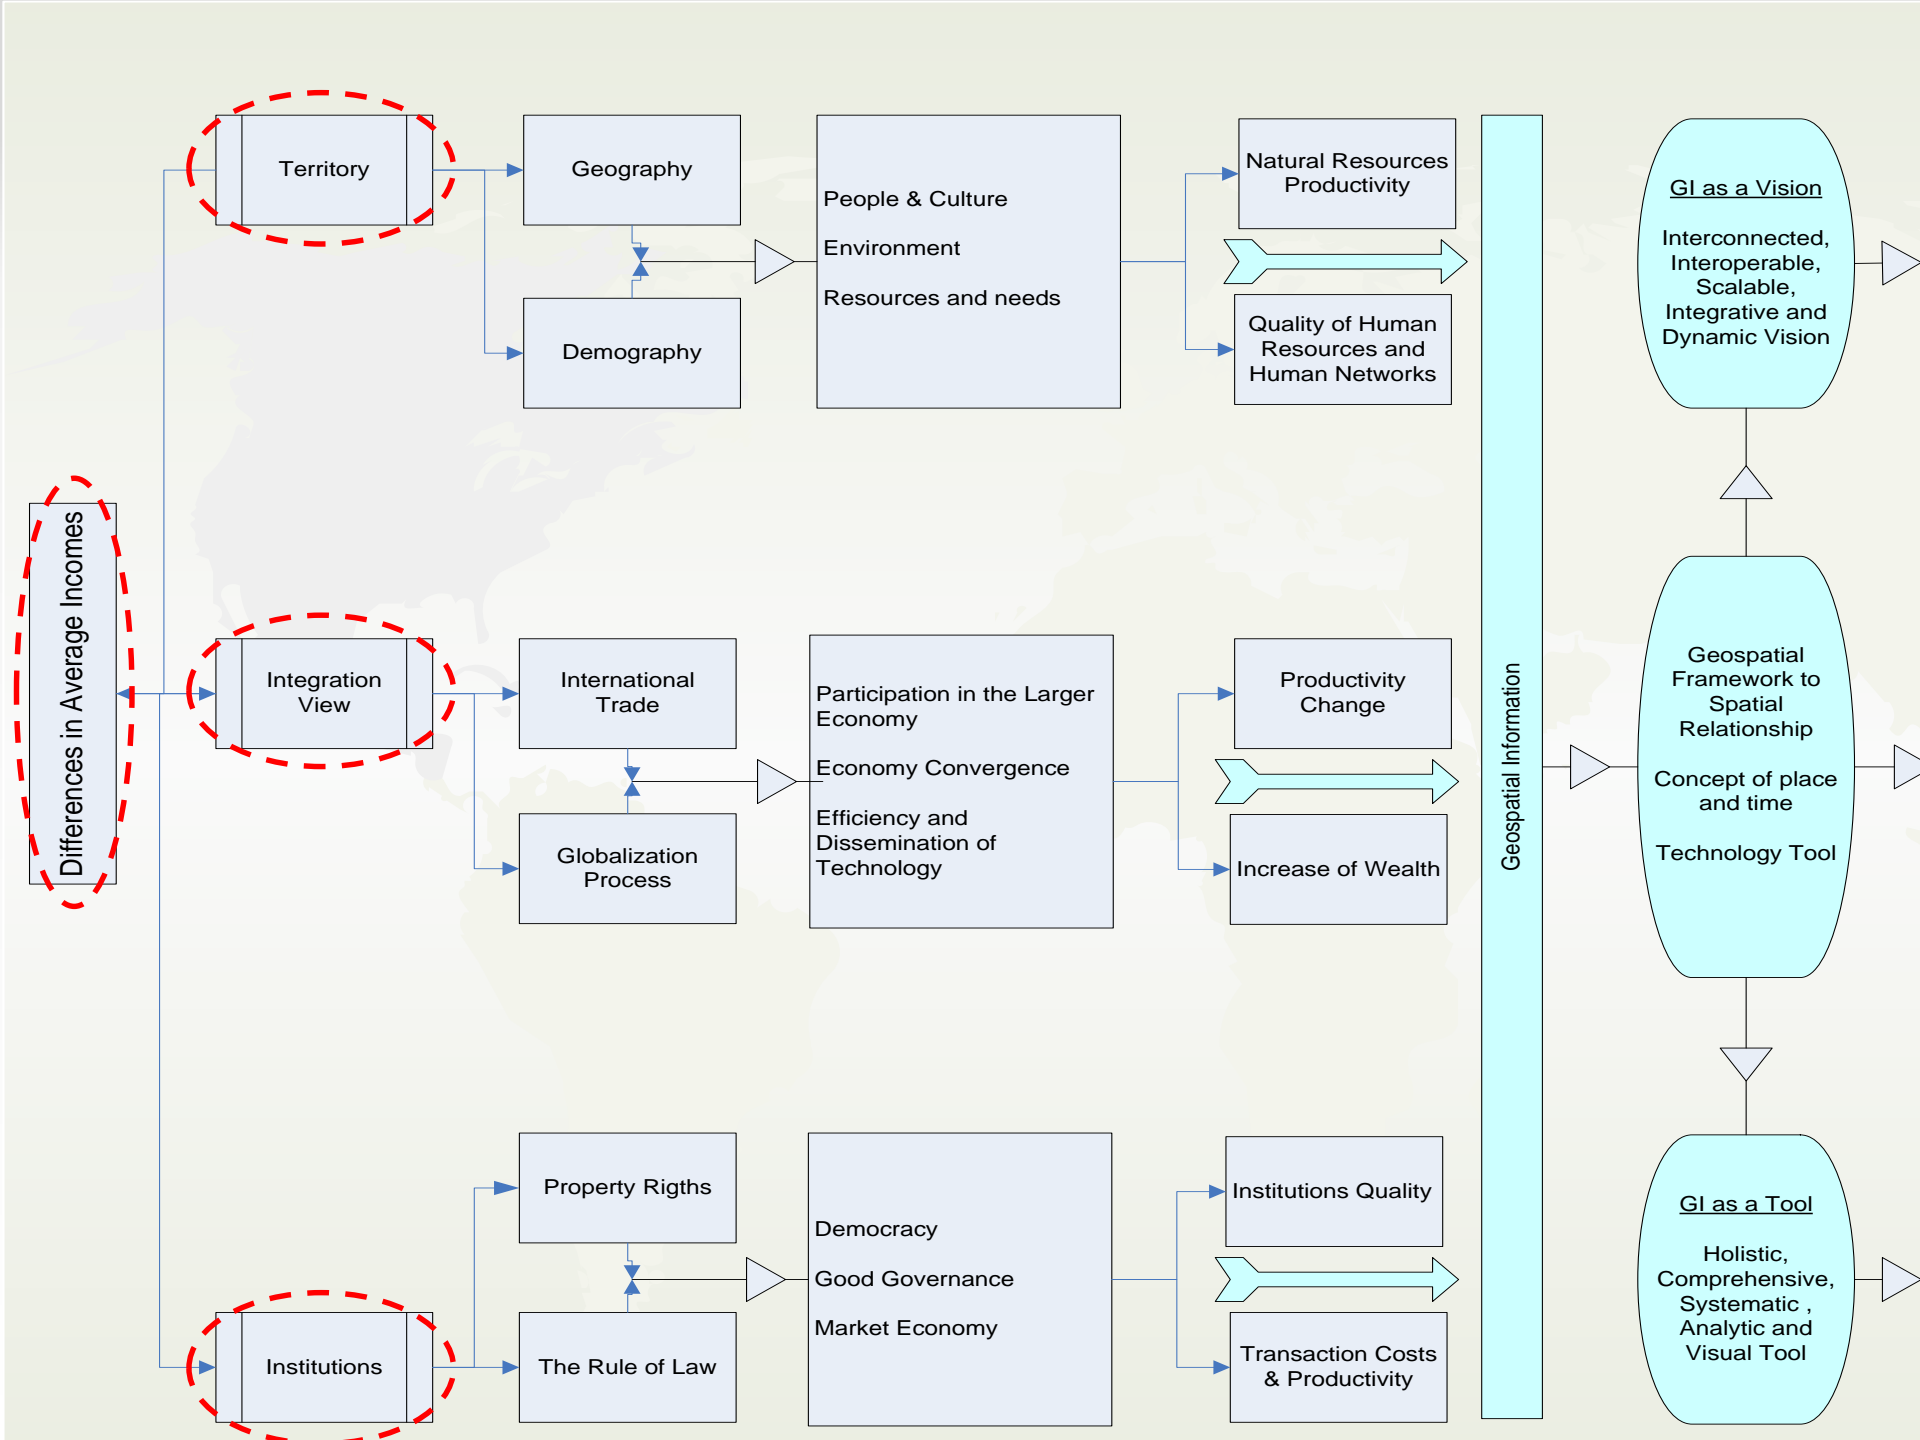 Differences in Average Incomes
Territory
Geography
Demography
People & Culture
Environment
Resources and needs
Natural Resources
Productivity
Quality of Human
Resources and
Human Networks
Integration
View
International
Trade
Globalization
Process
Participation in the Larger
Economy
Economy Convergence
Efficiency and
Dissemination of
Technology
Productivity
Change
Increase of Wealth
Institutions
Property Rigths
The Rule of Law
Democracy
Good Governance
Market Economy
Institutions Quality
Transaction Costs
& Productivity
Geospatial Information
GI as a Vision
Interconnected,
Interoperable,
Scalable,
Integrative and
Dynamic Vision
Geospatial
Framework to
Spatial
Relationship
Concept of place
and time
Technology Tool
GI as a Tool
Holistic,
Comprehensive,
Systematic ,
Analytic and
Visual Tool